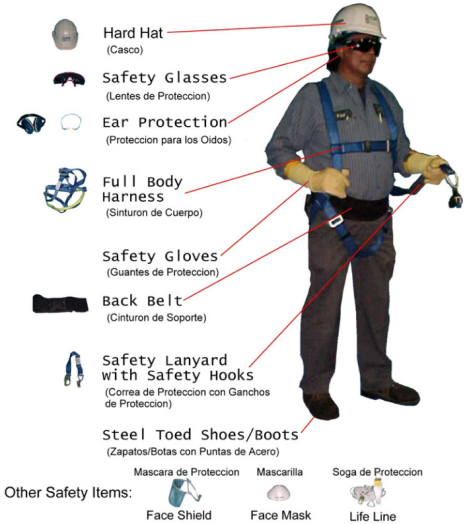 Hard Hat
(Casco)
Safety Glasses
(Lentes de Proteccion)
Ear Protection
(Proteccion para los Oidos)
Full Body
Harness
(Sinturon de Cuerpo)
Safety Gloves
(Guantes de Proteccion)
Back Belt
(Cinturon de Soporte)
Safety Lanyard
with Safety Hooks
(Correa de Proteccion con Ganchos
de Proteccion)
Steel Toed Shoes/Boots
(Zapatos/Botas con Puntas de Acero)
Mascara de Proteccion Mascarilla Soga de Proteccion
Other Safety Items:
Face Shield Face Mask Life Line